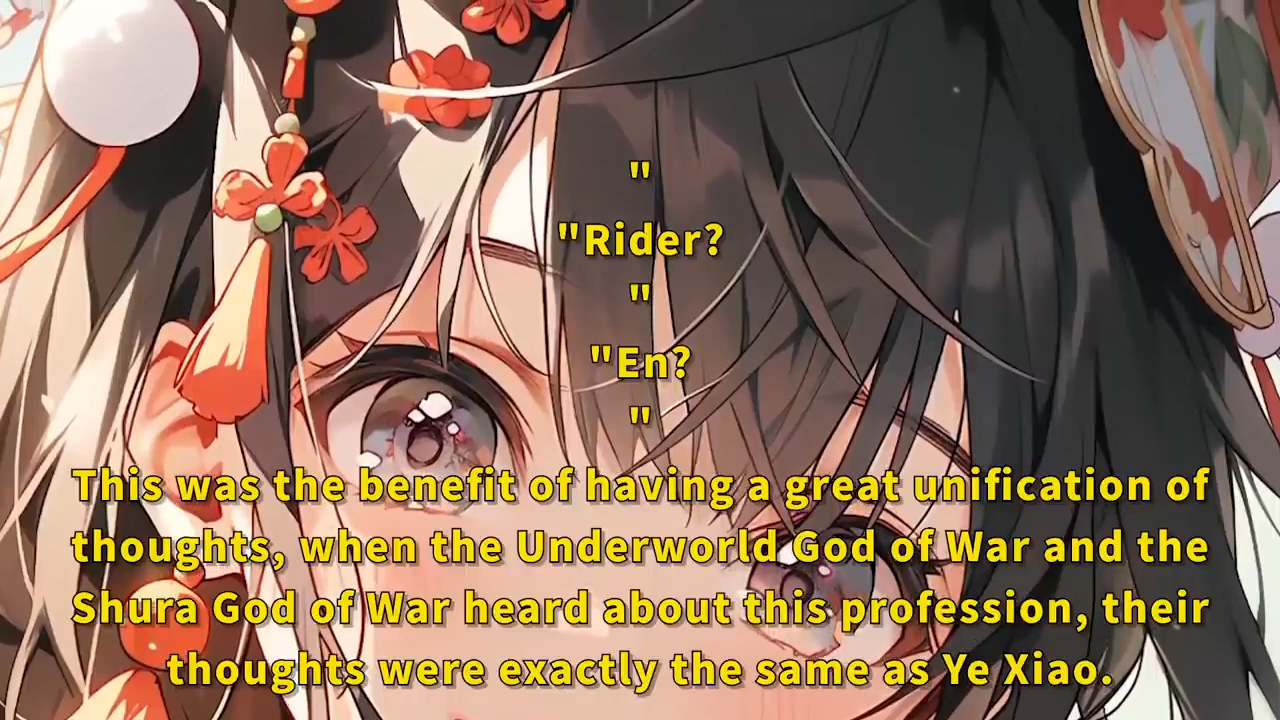 "
"Rider?
"
"En?
"
This was the benefit of having a great unification of
thoughts, when the Underworld God of War and the
Shura God of War heard about this profession, their
thoughts were exactly the same as Ye Xiao.